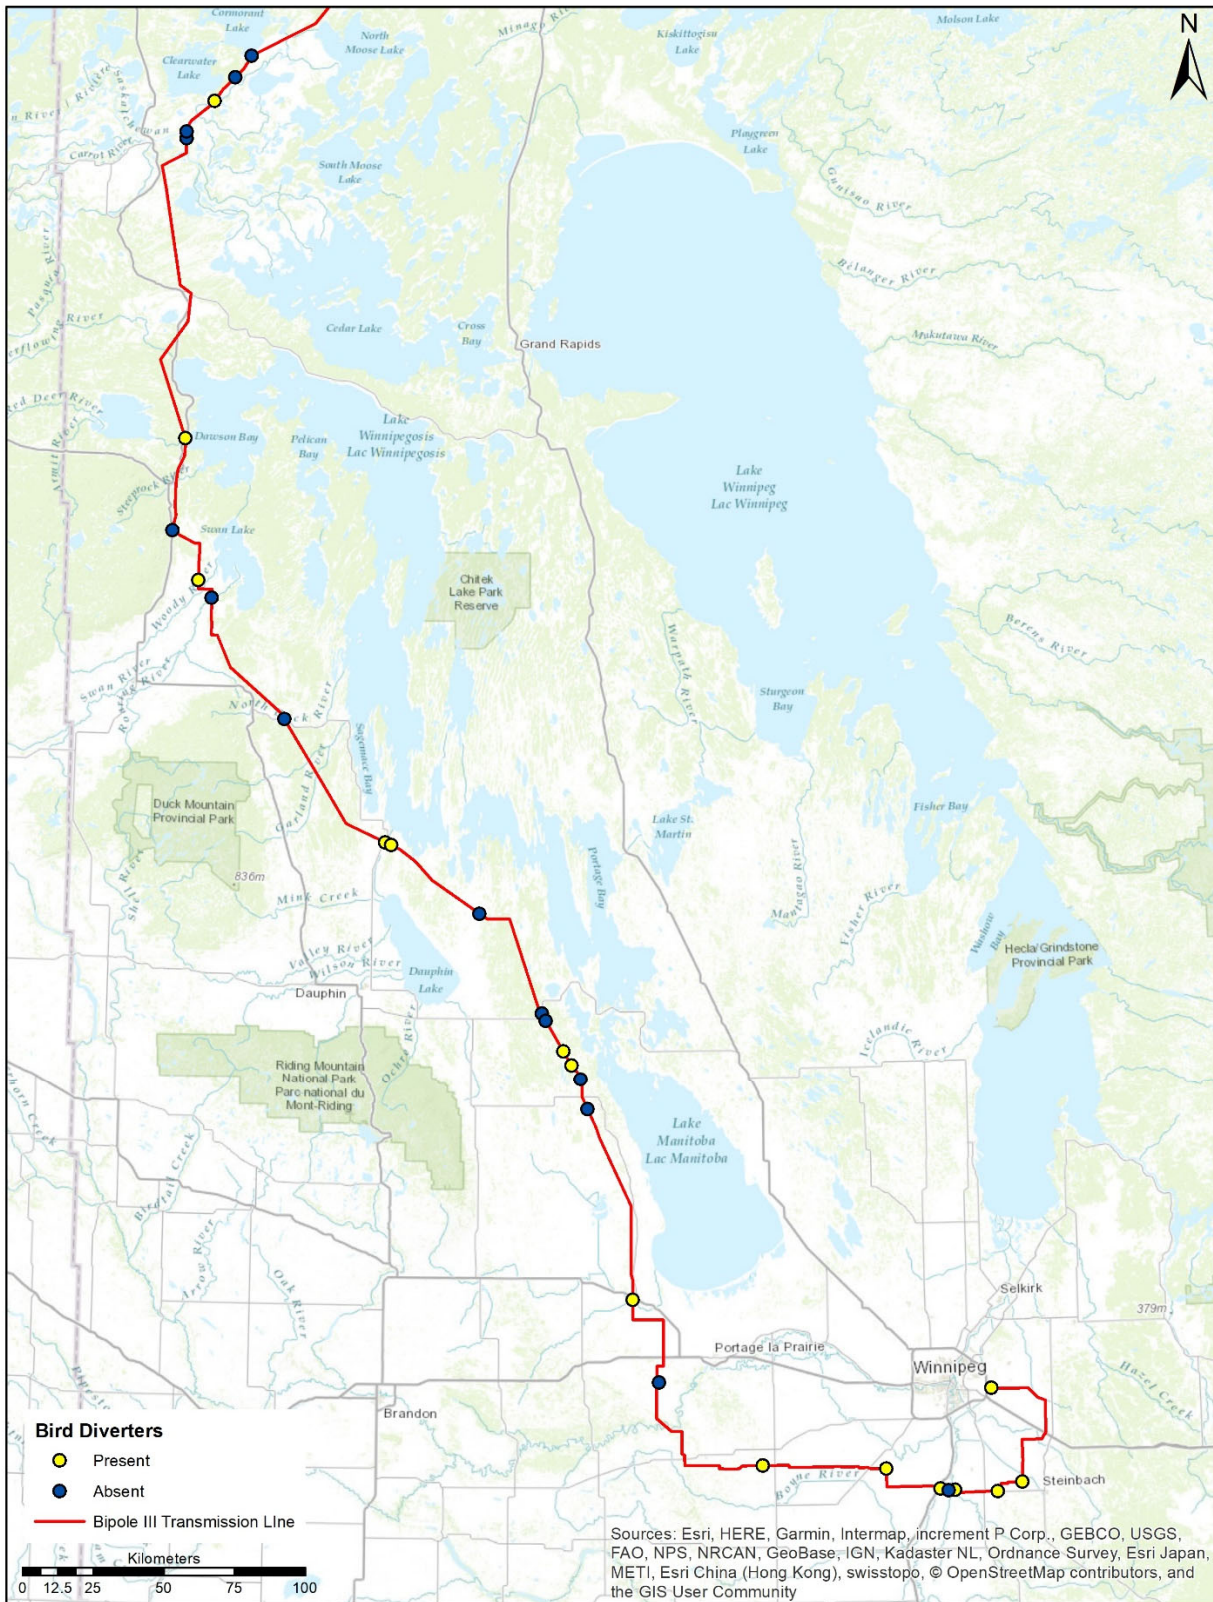 Cormorant
Lake
North
Moose Lake
Minago River
Kiskittogisu
Lake
Molson Lake
N
Clearwater
Lake
Carrot River
South Moose
Lake
Playgreen
Lake
Gunisao River
Bélanger River
Mukutawa River
Pasquia River
Cedar Lake
Cross
Bay
Grand Rapids
Red Deer River
Armit River
Dawson Bay
Pelican
Bay
Lake
Winnipegosis
Lac Winnipegosis
Lake
Winnipeg
Lac Winnipeg
Steeprock River
Swan Lake
Woody River
Chitek
Lake Park
Reserve
Warpath River
Berens River
Swan River
Roaring River
North Duck River
Sturgeon
Bay
Sagemace Bay
Garland River
Duck Mountain
Provincial Park
Lake St.
Martin
Fisher Bay
Portage Bay
Mantagao River
Fisher River
Shell River
836m
Mink Creek
Washow
Bay
Hecla/Grindstone
Provincial Park
Valley River
Wilson River
Dauphin
Lake
Dauphin
Ochre River
Icelandic River
Riding Mountain
National Park
Parc national du
Mont-Riding
Birdtail Creek
Lake
Manitoba
Lac Manitoba
Arrow River
Oak River
Selkirk
379m
Portage la Prairie
Winnipeg
Hazel Creek
Brandon
Boyne River
Steinbach
Bird Diverters
Present
Absent
Bipole III Transmission LIne
Kilometers
0 12.5 25 50 75 100
Sources: Esri, HERE, Garmin, Intermap, increment P Corp., GEBCO, USGS,
FAO, NPS, NRCAN, GeoBase, IGN, Kadaster NL, Ordnance Survey, Esri Japan,
METI, Esri China (Hong Kong), swisstopo, © OpenStreetMap contributors, and
the GIS User Community